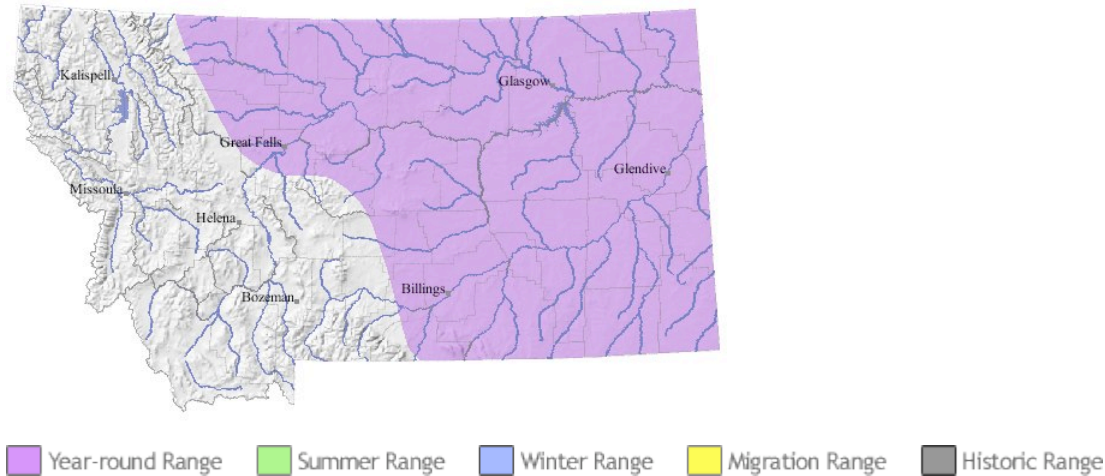 Kalispell
Glasgow
Great Falls
Glendive
Missoula
Helena
Billings
Bozeman
Year-round Range Summer Range Winter Range Migration Range Historic Range